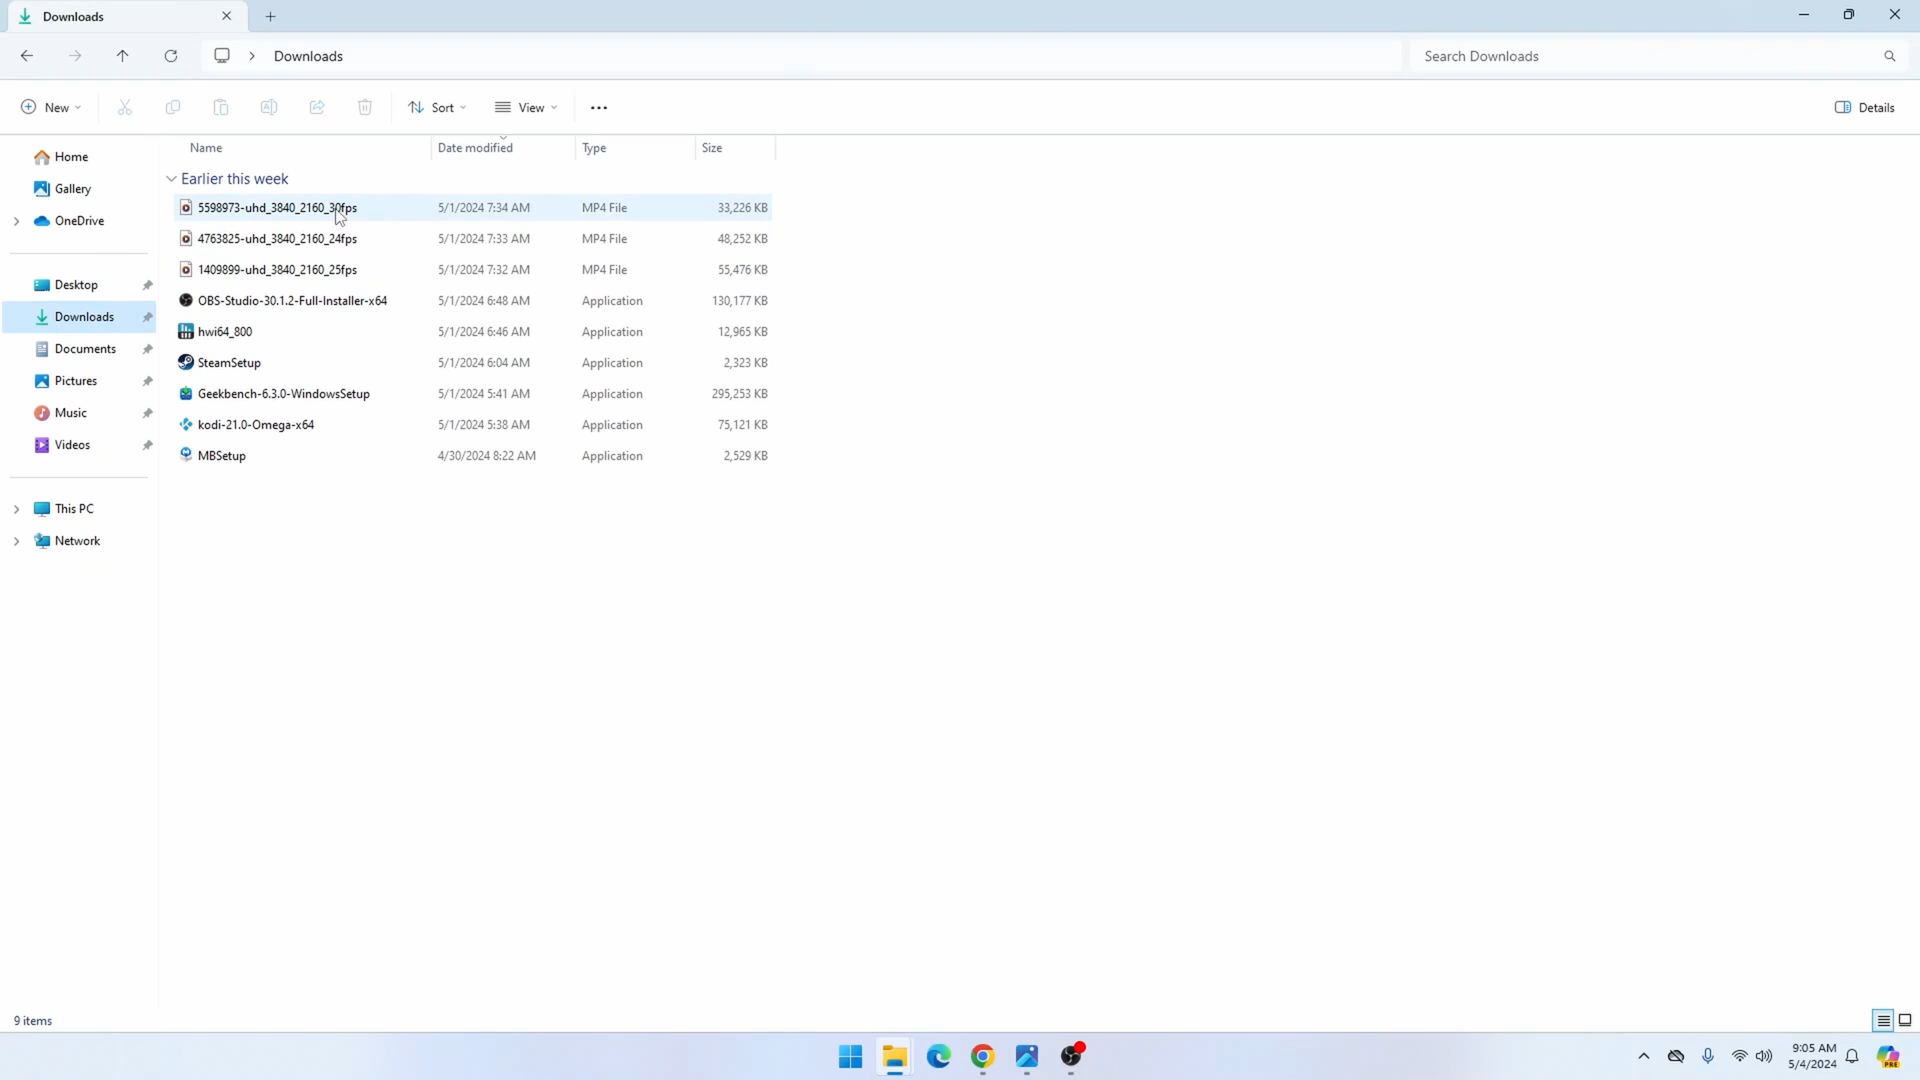 Downloads
Downloads
Search Downloads
New
Sort
View
Details
Home
Gallery
OneDrive
Desktop
Downloads
Documents
Pictures
Music
Videos
This PC
Network
Name Date modified Type Size
Earlier this week
5598973-uhd_3840_2160_30fps 5/1/2024 7:34 AM MP4 File 33,226 KB
4763825-uhd_3840_2160_24fps 5/1/2024 7:33 AM MP4 File 48,252 KB
1409899-uhd_3840_2160_25fps 5/1/2024 7:32 AM MP4 File 55,476 KB
OBS-Studio-30.1.2-Full-Installer-x64 5/1/2024 6:48 AM Application 130,177 KB
hwi64_800 5/1/2024 6:46 AM Application 12,965 KB
SteamSetup 5/1/2024 6:04 AM Application 2,323 KB
Geekbench-6.3.0-WindowsSetup 5/1/2024 5:41 AM Application 295,253 KB
kodi-21.0-Omega-x64 5/1/2024 5:38 AM Application 75,121 KB
MBSetup 4/30/2024 8:22 AM Application 2,529 KB
9 items
9:05 AM
5/4/2024
PRE